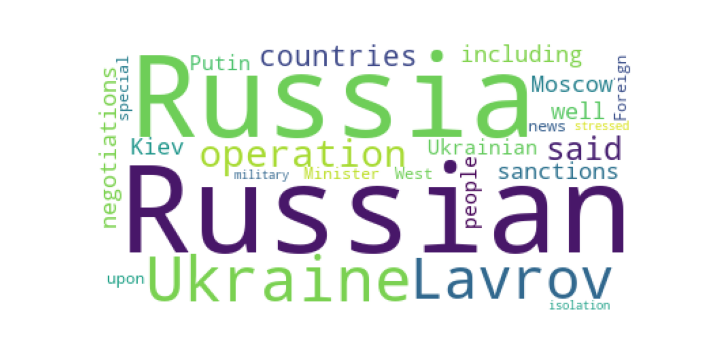 Russia
Putin
countries
including
special
negotiations
Moscow
Foreign
well
news
stressed
Kiev
operation
Ukrainian
said
military
Minister
West
people
sanctions
Russian
Ukraine
Lavrov
upon
isolation